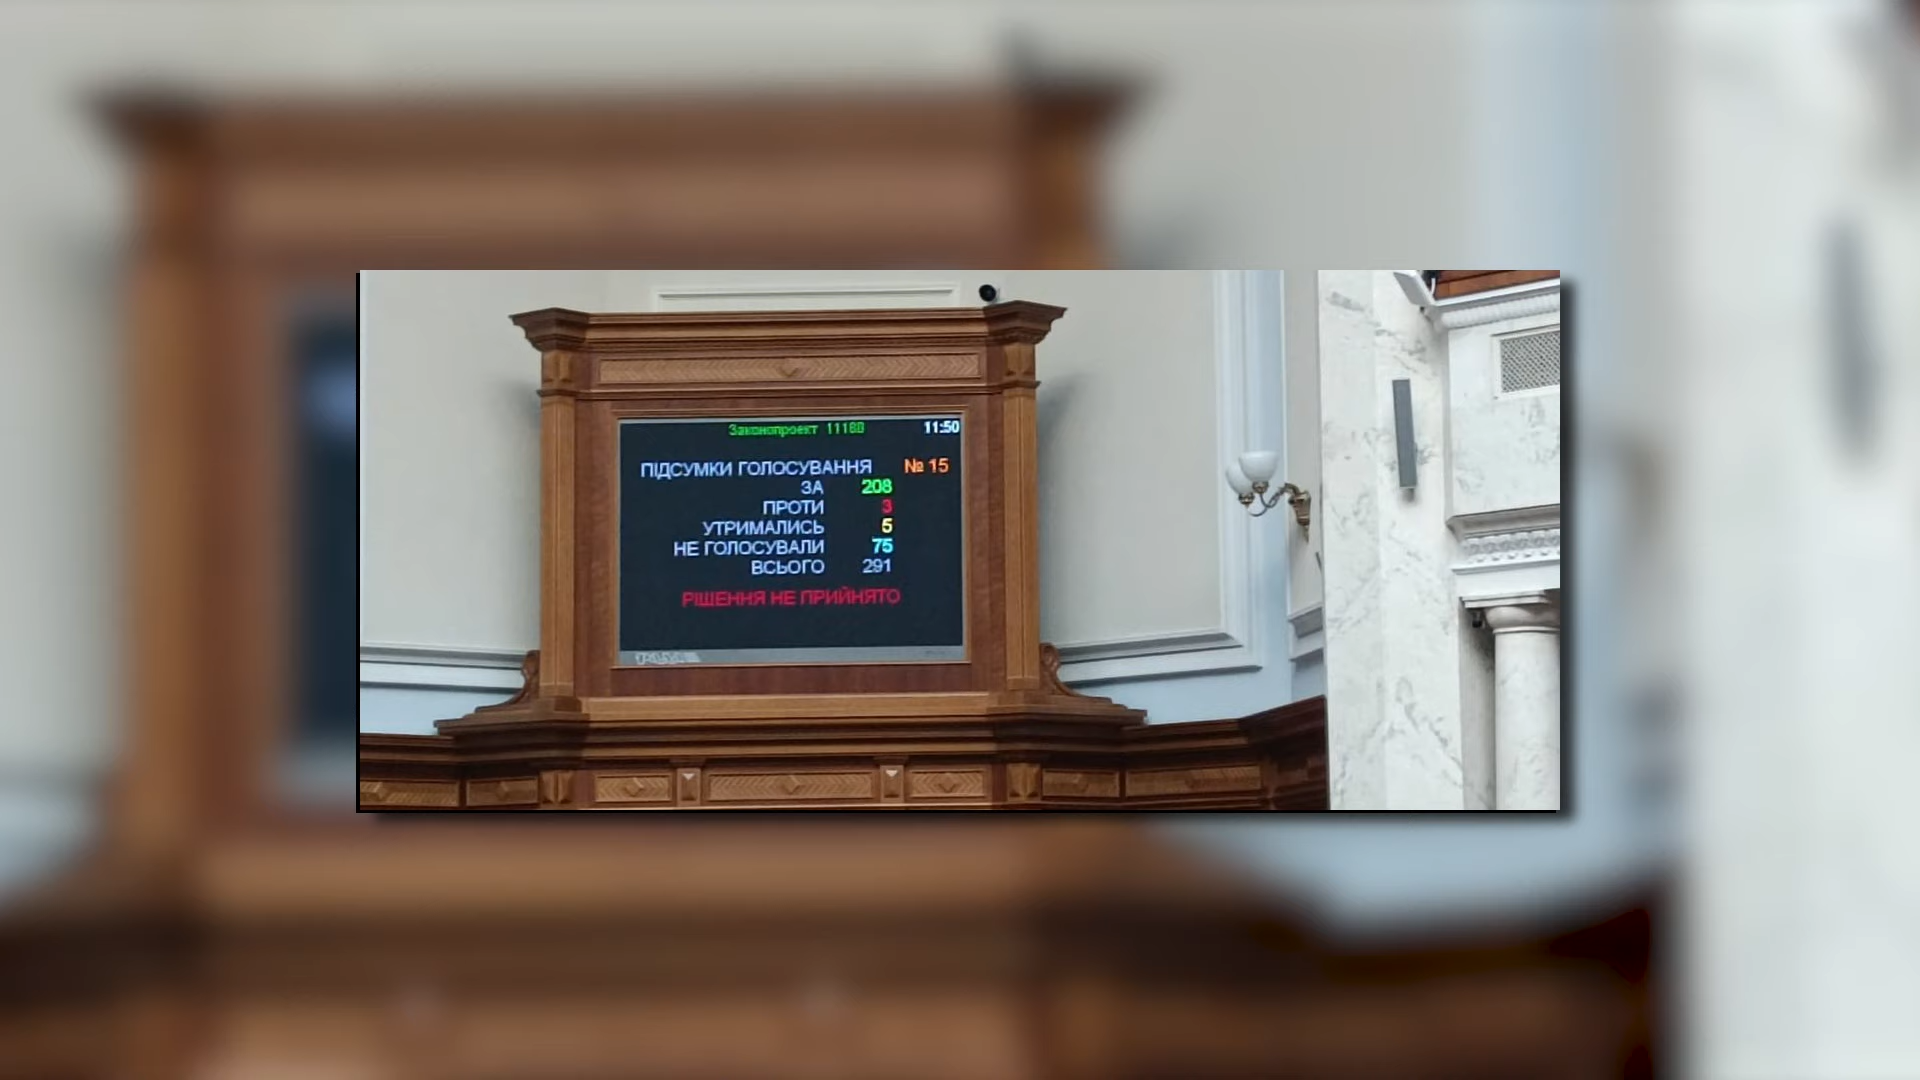 Законопроект 11188 11:50
ПІДСУМКИ ГОЛОСУВАННЯ № 15
ЗА 208
ПРОТИ 3
УТРИМАЛИСЬ 5
НЕ ГОЛОСУВАЛИ 75
ВСЬОГО 291
РІШЕННЯ НЕ ПРИЙНЯТО